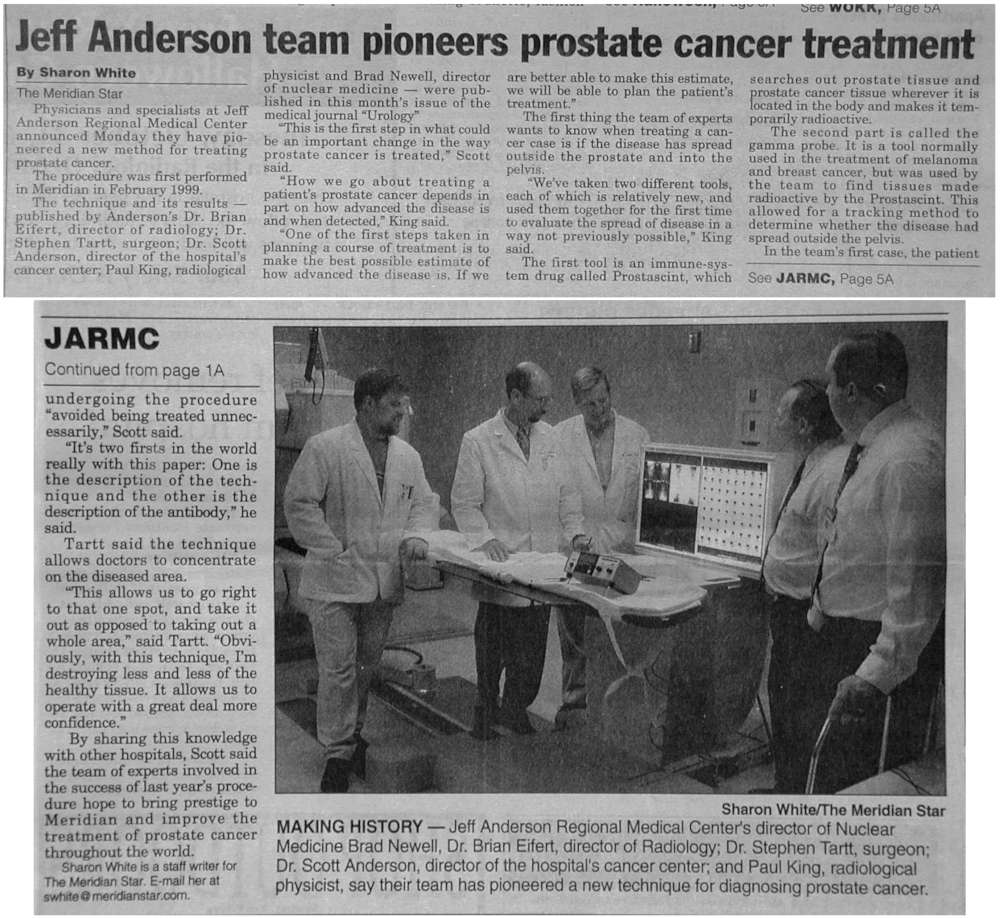 See WORK, Page 5A
Jeff Anderson team pioneers prostate cancer treatment
By Sharon White
The Meridian Star
Physicians and specialists at Jeff
Anderson Regional Medical Center
announced Monday they have pio-
neered a new method for treating
prostate cancer.
The procedure was first performed
in Meridian in February 1999.
The technique and its results —
published by Anderson's Dr. Brian
Eifert, director of radiology; Dr.
Stephen Tartt, surgeon; Dr. Scott
Anderson, director of the hospital's
cancer center; Paul King, radiological
physicist and Brad Newell, director
of nuclear medicine — were pub-
lished in this month's issue of the
medical journal "Urology"
"This is the first step in what could
be an important change in the way
prostate cancer is treated," Scott
said.
"How we go about treating a
patient's prostate cancer depends in
part on how advanced the disease is
and when detected," King said.
"One of the first steps taken in
planning a course of treatment is to
make the best possible estimate of
how advanced the disease is. If we
are better able to make this estimate,
we will be able to plan the patient's
treatment."
The first thing the team of experts
wants to know when treating a can-
cer case is if the disease has spread
outside the prostate and into the
pelvis.
"We've taken two different tools,
each of which is relatively new, and
used them together for the first time
to evaluate the spread of disease in a
way not previously possible," King
said.
The first tool is an immune-sys-
tem drug called Prostascint, which
searches out prostate tissue and
prostate cancer tissue wherever it is
located in the body and makes it tem-
porarily radioactive.
The second part is called the
gamma probe. It is a tool normally
used in the treatment of melanoma
and breast cancer, but was used by
the team to find tissues made
radioactive by the Prostascint. This
allowed for a tracking method to
determine whether the disease had
spread outside the pelvis.
In the team's first case, the patient
See JARMC, Page 5A
JARMC
Continued from page 1A
undergoing the procedure
"avoided being treated unnec-
essarily," Scott said.
"It's two firsts in the world
really with this paper: One is
the description of the tech-
nique and the other is the
description of the antibody," he
said.
Tartt said the technique
allows doctors to concentrate
on the diseased area.
"This allows us to go right
to that one spot, and take it
out as opposed to taking out a
whole area," said Tartt. "Obvi-
ously, with this technique, I'm
destroying less and less of the
healthy tissue. It allows us to
operate with a great deal more
confidence."
By sharing this knowledge
with other hospitals, Scott said
the team of experts involved in
the success of last year's proce-
dure hope to bring prestige to
Meridian and improve the
treatment of prostate cancer
throughout the world.
Sharon White is a staff writer for
The Meridian Star. E-mail her at
swhite@meridianstar.com.
Sharon White/The Meridian Star
MAKING HISTORY — Jeff Anderson Regional Medical Center's director of Nuclear
Medicine Brad Newell, Dr. Brian Eifert, director of Radiology; Dr. Stephen Tartt, surgeon;
Dr. Scott Anderson, director of the hospital's cancer center; and Paul King, radiological
physicist, say their team has pioneered a new technique for diagnosing prostate cancer.